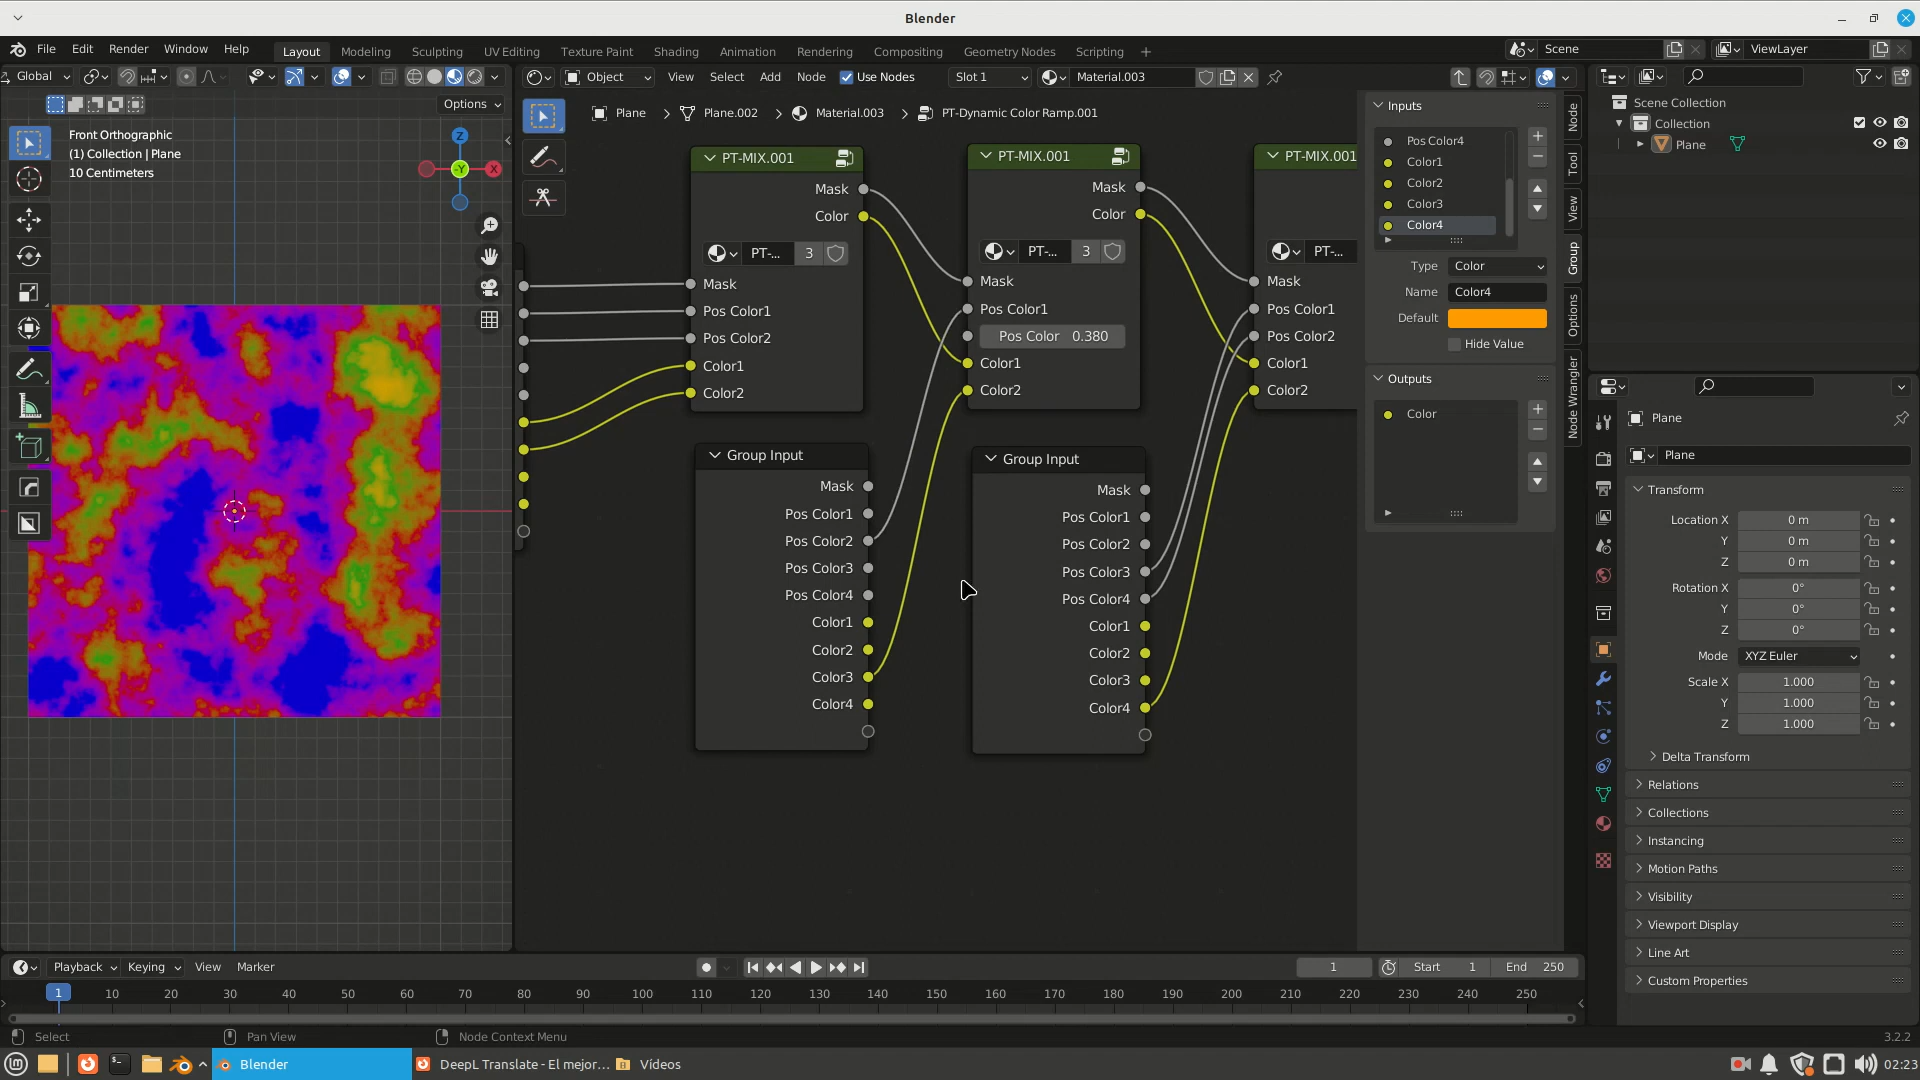 Blender
File Edit Render Window Help Layout Modeling Sculpting UV Editing Texture Paint Shading Animation Rendering Compositing Geometry Nodes Scripting + Scene ViewLayer
Global Object View Select Add Node Use Nodes Slot 1 Material.003
Options
Plane > Plane.002 > Material.003 > PT-Dynamic Color Ramp.001
Front Orthographic
(1) Collection | Plane
10 Centimeters
Z
-Y
X
PT-MIX.001
Mask
Color
PT-... 3
Mask
Pos Color1
Pos Color2
Color1
Color2
PT-MIX.001
Mask
Color
PT-... 3
Mask
Pos Color1
Pos Color 0.380
Color1
Color2
PT-MIX.001
PT-...
Mask
Pos Color1
Pos Color2
Color1
Color2
Group Input
Mask
Pos Color1
Pos Color2
Pos Color3
Pos Color4
Color1
Color2
Color3
Color4
Group Input
Mask
Pos Color1
Pos Color2
Pos Color3
Pos Color4
Color1
Color2
Color3
Color4
Inputs
Pos Color4
Color1
Color2
Color3
Color4
Type Color
Name Color4
Default
Hide Value
Outputs
Color
Node
Tool
View
Group
Options
Node Wrangler
Scene Collection
Collection
Plane
Plane
Plane
Transform
Location X 0 m
Y 0 m
Z 0 m
Rotation X 0°
Y 0°
Z 0°
Mode XYZ Euler
Scale X 1.000
Y 1.000
Z 1.000
Delta Transform
Relations
Collections
Instancing
Motion Paths
Visibility
Viewport Display
Line Art
Custom Properties
Playback Keying View Marker 1 Start 1 End 250
1 10 20 30 40 50 60 70 80 90 100 110 120 130 140 150 160 170 180 190 200 210 220 230 240 250
Select Pan View Node Context Menu 3.2.2
Blender DeepL Translate - El mejor... Vídeos 02:23